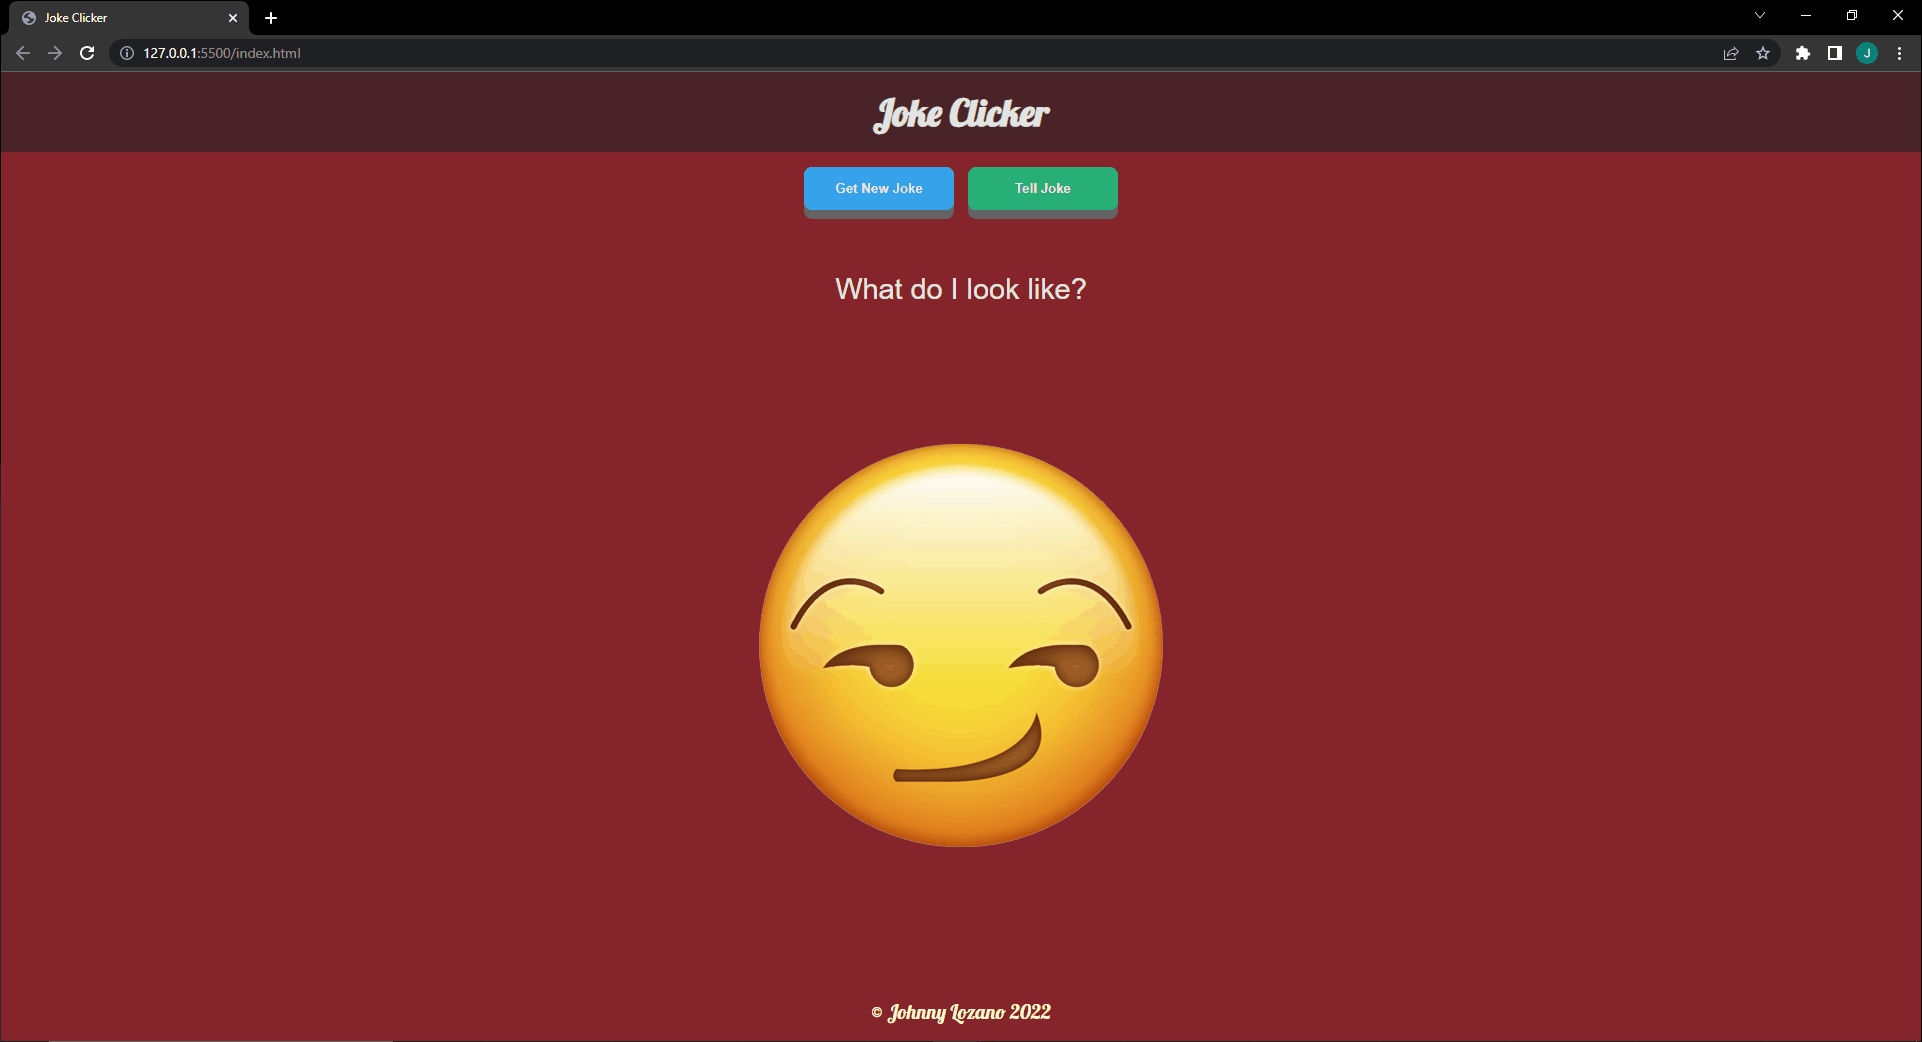 Joke Clicker
127.0.0.1:5500/index.html
J
Joke Clicker
Get New Joke
Tell Joke
What do I look like?
© Johnny Lozano 2022